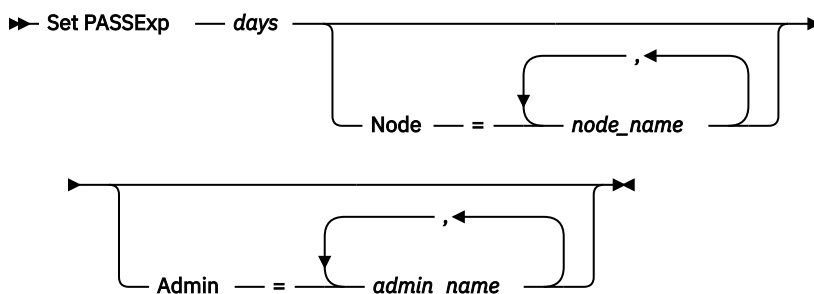 Set PASSExp days
,
Node = node_name
,
Admin = admin_name